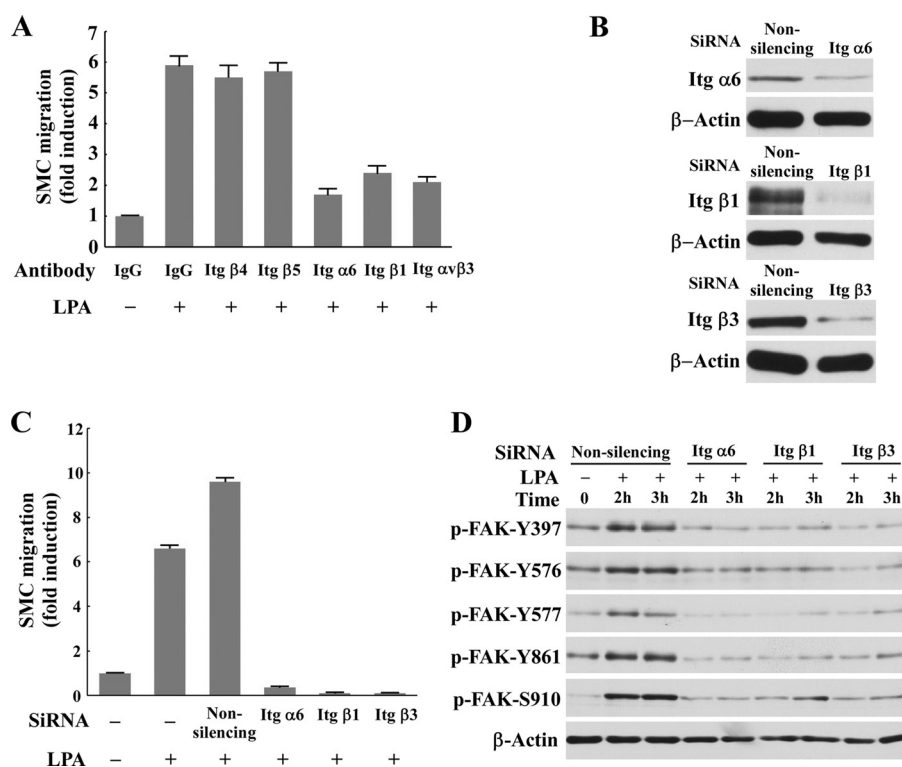 A
SMC migration
(fold induction)
7
6
5
4
3
2
1
0
Antibody IgG IgG Itg β4 Itg β5 Itg α6 Itg β1 Itg αvβ3
LPA – + + + + + +
B
SiRNA Non-silencing Itg α6
Itg α6
β–Actin
SiRNA Non-silencing Itg β1
Itg β1
β–Actin
SiRNA Non-silencing Itg β3
Itg β3
β–Actin
C
SMC migration
(fold induction)
12
10
8
6
4
2
0
SiRNA – – Non-silencing Itg α6 Itg β1 Itg β3
LPA – + + + + +
D
SiRNA Non-silencing Itg α6 Itg β1 Itg β3
LPA – + + + + + + + +
Time 0 2h 3h 2h 3h 2h 3h 2h 3h
p-FAK-Y397
p-FAK-Y576
p-FAK-Y577
p-FAK-Y861
p-FAK-S910
β-Actin